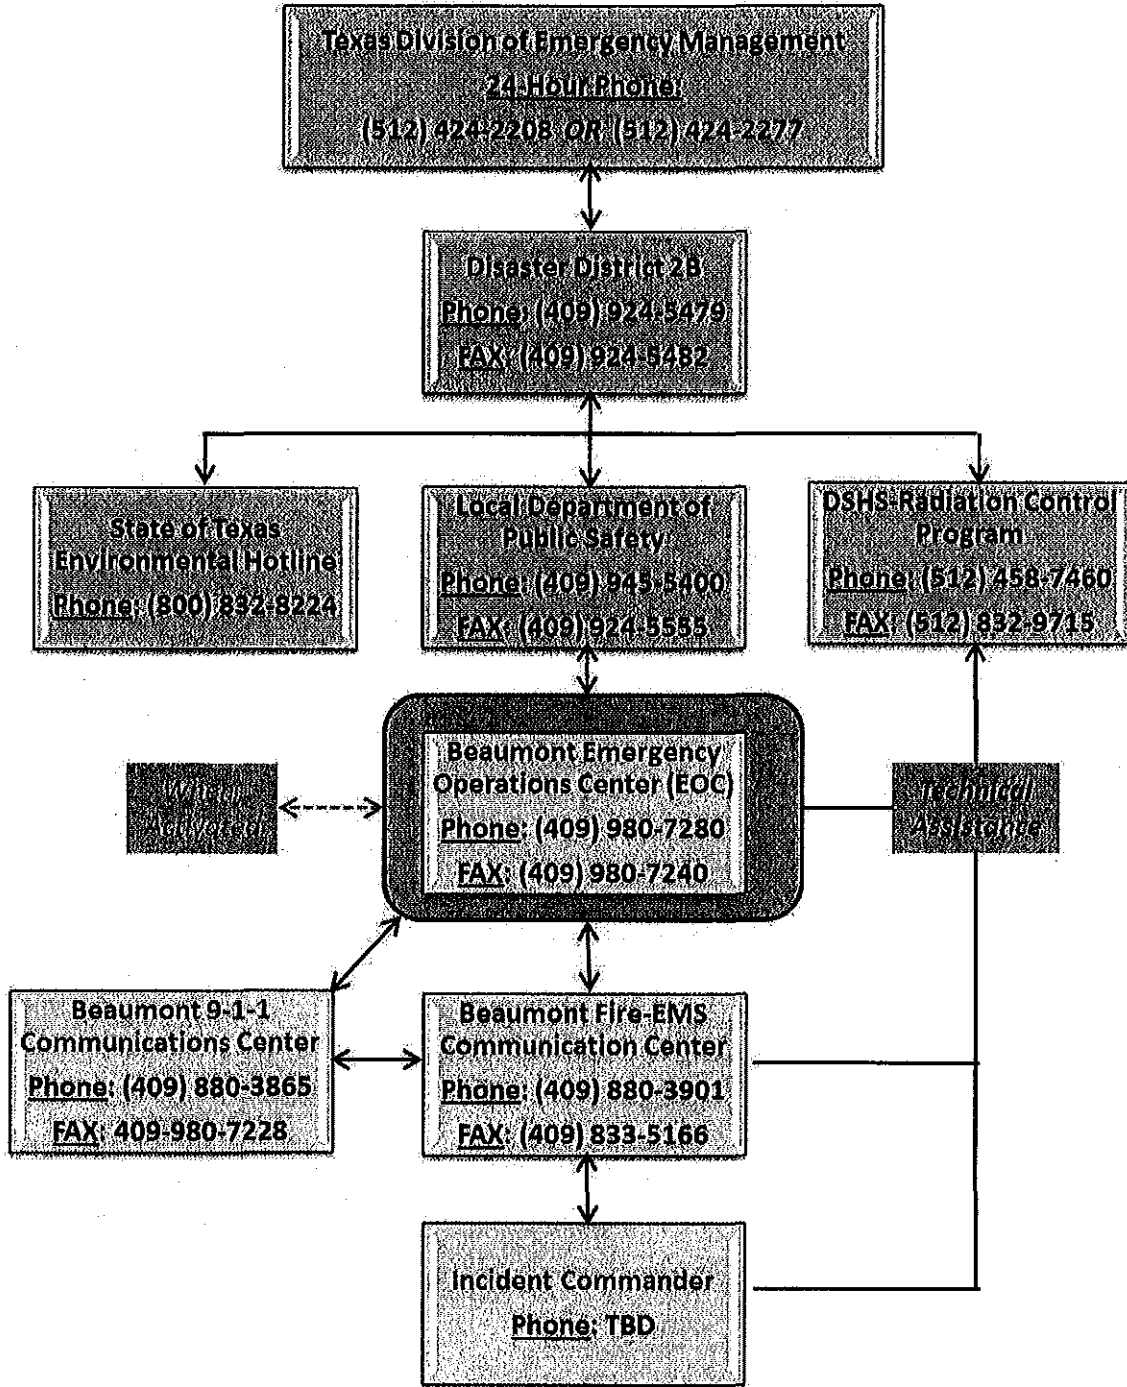 Texas Division of Emergency Management
24-Hour Phone:
(512) 424-2208 OR (512) 424-2277
Disaster District 2B
Phone: (409) 924-5479
FAX: (409) 924-5482
State of Texas
Environmental Hotline
Phone: (800) 832-8224
Local Department of
Public Safety
Phone: (409) 945-5400
FAX: (409) 924-5555
DSHS-Radiation Control
Program
Phone: (512) 458-7460
FAX: (512) 832-9715
When
Activated
Beaumont Emergency
Operations Center (EOC)
Phone: (409) 980-7280
FAX: (409) 980-7240
Technical
Assistance
Beaumont 9-1-1
Communications Center
Phone: (409) 880-3865
FAX: 409-980-7228
Beaumont Fire-EMS
Communication Center
Phone: (409) 880-3901
FAX: (409) 833-5166
Incident Commander
Phone: TBD